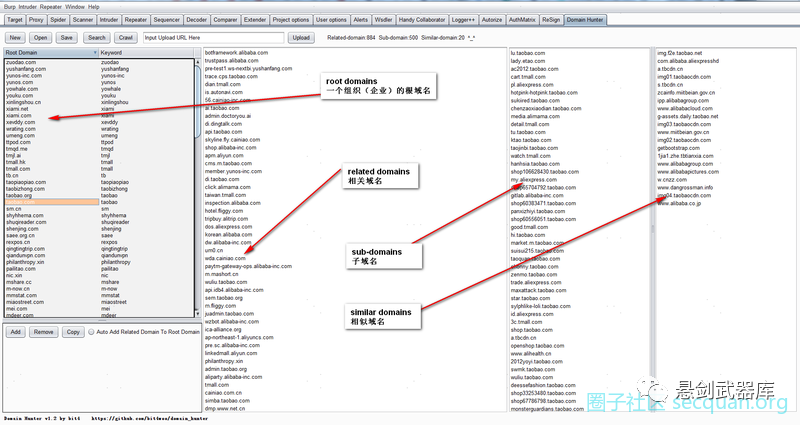 Burp Intruder Repeater Window Help
Target Proxy Spider Scanner Intruder Repeater Sequencer Decoder Comparer Extender Project options User options Alerts Wsdler Handy Collaborator Logger++ Autorize AuthMatrix ReSign Domain Hunter
New Open Save Search Crawl Input Upload URL Here Upload Related-domain:884 Sub-domain:500 Similar-domain:20 ^_^
Root Domain Keyword
zuodao.com zuodao
yushanfang.com yushanfang
yunos-inc.com yunos-inc
yunos.com yunos
yowhale.com yowhale
youku.com youku
xinlingshou.cn xinlingshou
xiami.net xiami
xiami.com xiami
xeddy.com xeddy
wrating.com wrating
umeng.com umeng
ttpod.com ttpod
tmqd.me tmqd
tmjl.ai tmjl
tmall.hk tmall
tmall.com tmall
tb.cn tb
taopiaopiao.com taopiaopiao
taobizhong.com taobizhong
taobao.org taobao
taobao
sm.cn sm
shyhhema.com shyhhema
shuqireader.com shuqireader
shenjing.com shenjing
saee.org.cn saee
rexpos.cn rexpos
qingtingtrip.com qingtingtrip
qiandunqn.com qiandunqn
philanthropy.xin philanthropy
pailitao.com pailitao
nic.xin nic
mshare.cc mshare
m-now.cn m-now
mmstat.com mmstat
miaostreet.com miaostreet
mei.com mei
mdeer.com mdeer
Add Remove Copy Auto Add Related Domain To Root Domain
botframework.alibaba.com
trustpass.alibaba.com
pre-test1.ws-nextbi.yushanfang.com
trace.cps.taobao.com
dian.tmall.com
is.autonavi.com
56.cainiao-inc.com
ai.taobao.com
admin.doctoryou.ai
di.dingtalk.com
api.taobao.com
skyline.fly.cainiao.com
shop.alibaba-inc.com
apm.aliyun.com
cms.m.taobao.com
member.yunos-inc.com
di.taobao.com
click.alimama.com
taiwan.tmall.com
inspection.alibaba.com
hotel.fliggy.com
tripbuy.alitrip.com
dos.aliexpress.com
korean.alibaba.com
dw.alibaba-inc.com
um0.cn
wda.cainiao.com
paytm-gateway-ops.alibaba-inc.com
m.mashort.cn
wuliu.taobao.com
api.idb4.alibaba-inc.com
sem.taobao.org
m.fliggy.com
juadmin.taobao.com
wzbot.alibaba-inc.com
ica-alliance.org
ap-northeast-1.aliyuncs.com
pre.sc.alibaba-inc.com
linkedmall.aliyun.com
philanthropy.xin
admin.taobao.org
aliparty.alibaba-inc.com
tmall.com
cainiao.com.cn
simba.taobao.com
dmp.www.net.cn
lu.taobao.com
lady.etao.com
ac2012.taobao.com
cart.tmall.com
pl.aliexpress.com
hotpink-hotpink.taobao.com
sukiired.taobao.com
chenzaoxiaodian.taobao.com
media.alimama.com
detail.tmall.com
tu.taobao.com
ktao.taobao.com
taojinbi.taobao.com
watch.tmall.com
hanhao.taobao.com
shop106628430.taobao.com
my.aliexpress.com
shop65704792.taobao.com
gitlab.alibaba-inc.com
shop60383471.taobao.com
panxizhiyi.taobao.com
shop60556051.taobao.com
good.tmall.com
hi.taobao.com
market.m.taobao.com
suisui215.taobao.com
taoquan.taobao.com
shanny.taobao.com
zenmo.taobao.com
trade.aliexpress.com
maxattack.taobao.com
star.taobao.com
sylphlike-lol.taobao.com
id.aliexpress.com
3c.tmall.com
shop.taobao.com
a.tbcdn.cn
openshop.taobao.com
www.alihealth.cn
2012yoyi.taobao.com
swmk.taobao.com
wuliu.taobao.com
deessefashion.taobao.com
shop33253480.taobao.com
shop67786798.taobao.com
monsterguardians.taobao.com
img.f2e.taobao.net
com.alibaba.aliexpresshd
a.tbcdn.cn
img01.taobaocdn.com
s.tbcdn.cn
zcainfo.miitbeian.gov.cn
lpp.alibabagroup.com
www.alibabacloud.com
g-assets.daily.taobao.net
img03.taobaocdn.com
www.miitbeian.gov.cn
img02.taobaocdn.com
getbootstrap.com
1jia1.zhe.tbbanxia.com
www.alibabagroup.com
www.alibabapictures.com
w.cnzz.com
www.dangrossman.info
img04.taobaocdn.com
www.alibaba.co.jp
root domains
一个组织（企业）的根域名
related domains
相关域名
sub-domains
子域名
similar domains
相似域名
悬剑武器库
圈子社区 secquan.org
Domain Hunter v1.2 by bit4 https://github.com/bit4woo/domain_hunter